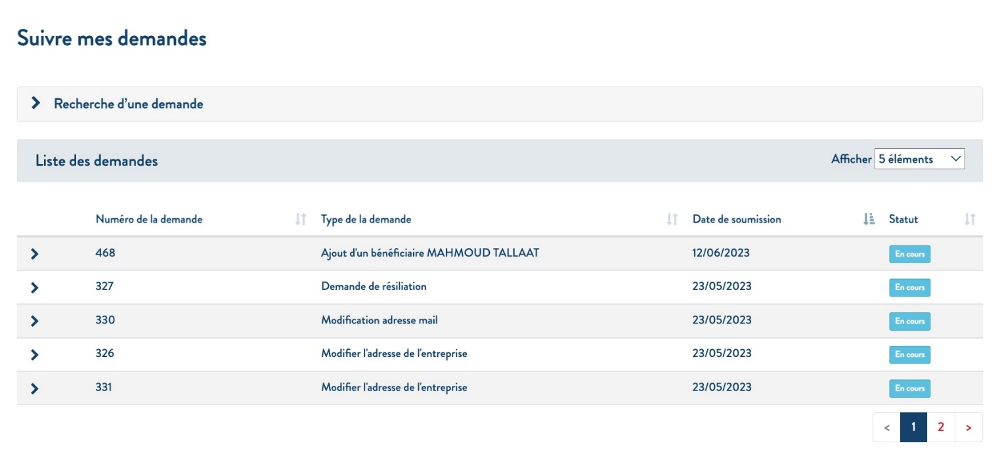 Suivre mes demandes
Recherche d’une demande
Liste des demandes Afficher 5 éléments
Numéro de la demande Type de la demande Date de soumission Statut
468 Ajout d'un bénéficiaire MAHMOUD TALLAAT 12/06/2023 En cours
327 Demande de résiliation 23/05/2023 En cours
330 Modification adresse mail 23/05/2023 En cours
326 Modifier l'adresse de l'entreprise 23/05/2023 En cours
331 Modifier l'adresse de l'entreprise 23/05/2023 En cours
< 1 2 >